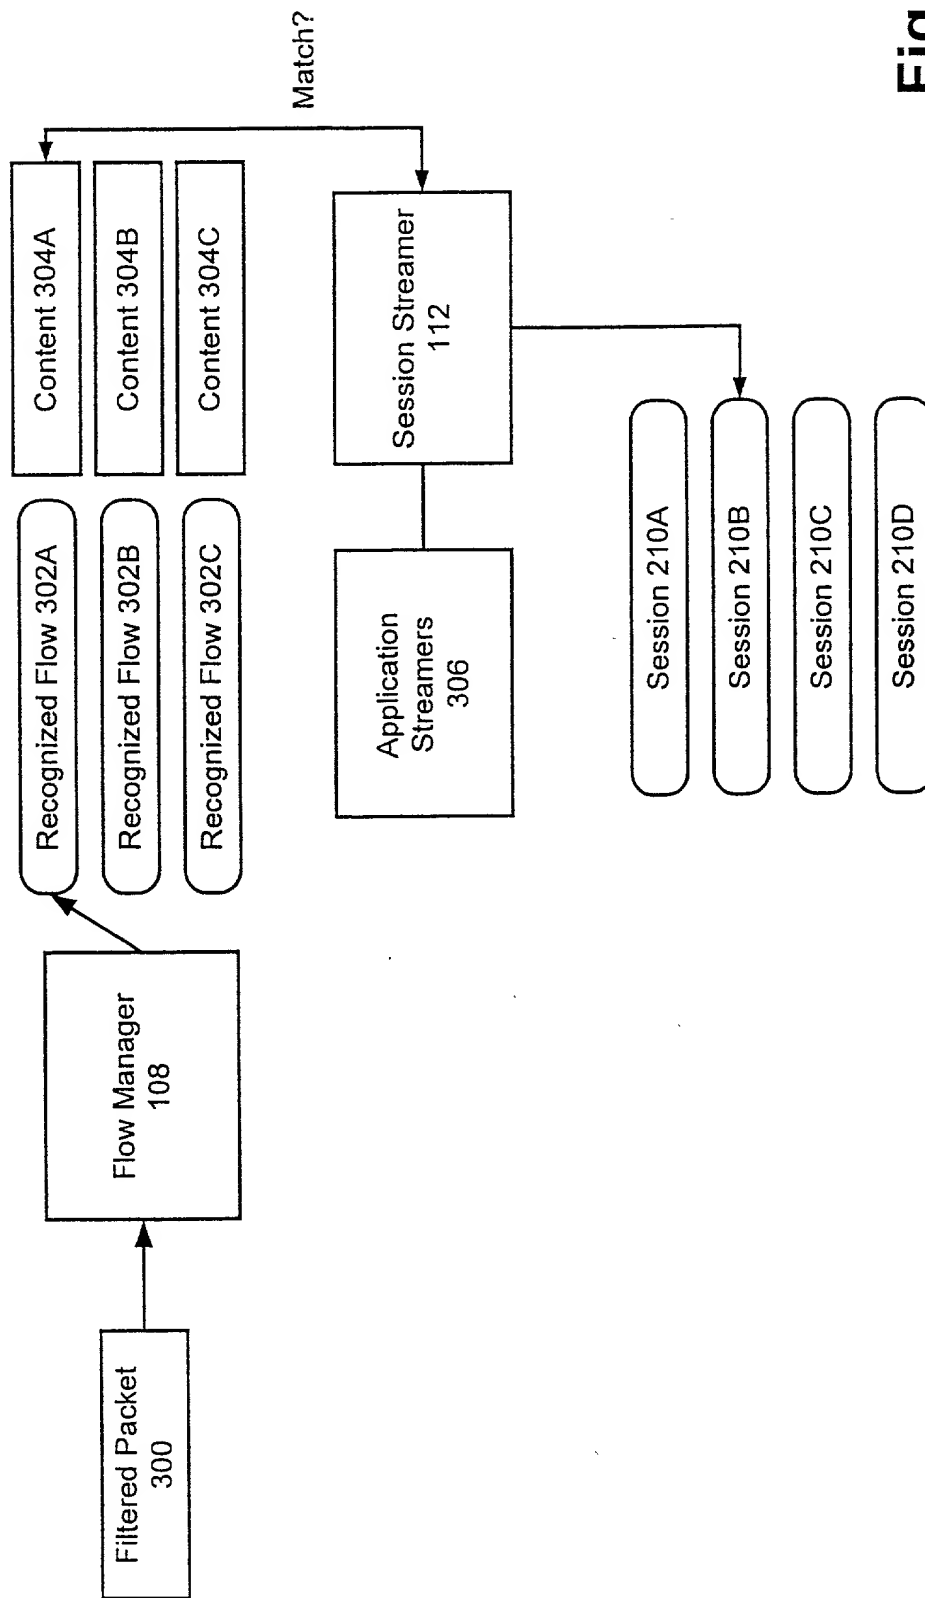 Filtered Packet
300
Flow Manager
108
Recognized Flow 302A
Recognized Flow 302B
Recognized Flow 302C
Content 304A
Content 304B
Content 304C
Match?
Application
Streamers
306
Session Streamer
112
Session 210A
Session 210B
Session 210C
Session 210D
Fig